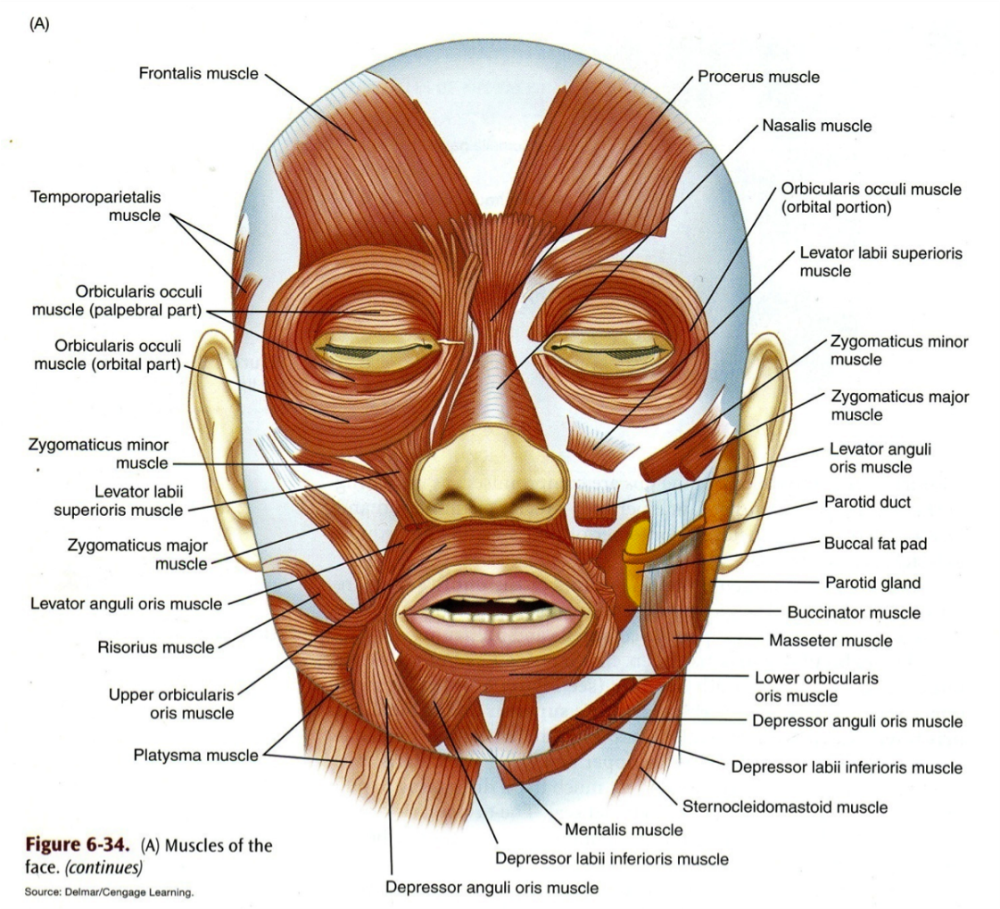 (A)
Frontalis muscle
Temporoparietalis
muscle
Orbicularis occuli
muscle (palpebral part)
Orbicularis occuli
muscle (orbital part)
Zygomaticus minor
muscle
Levator labii
superioris muscle
Zygomaticus major
muscle
Levator anguli oris muscle
Risorius muscle
Upper orbicularis
oris muscle
Platysma muscle
Procerus muscle
Nasalis muscle
Orbicularis occuli muscle
(orbital portion)
Levator labii superioris
muscle
Zygomaticus minor
muscle
Zygomaticus major
muscle
Levator anguli
oris muscle
Parotid duct
Buccal fat pad
Parotid gland
Buccinator muscle
Masseter muscle
Lower orbicularis
oris muscle
Depressor anguli oris muscle
Depressor labii inferioris muscle
Sternocleidomastoid muscle
Mentalis muscle
Depressor labii inferioris muscle
Depressor anguli oris muscle
Figure 6-34. (A) Muscles of the
face. (continues)
Source: Delmar/Cengage Learning.